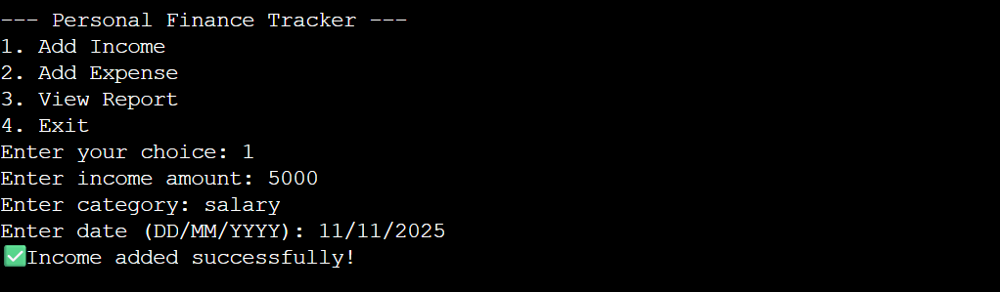 --- Personal Finance Tracker ---
1. Add Income
2. Add Expense
3. View Report
4. Exit
Enter your choice: 1
Enter income amount: 5000
Enter category: salary
Enter date (DD/MM/YYYY): 11/11/2025
✅Income added successfully!